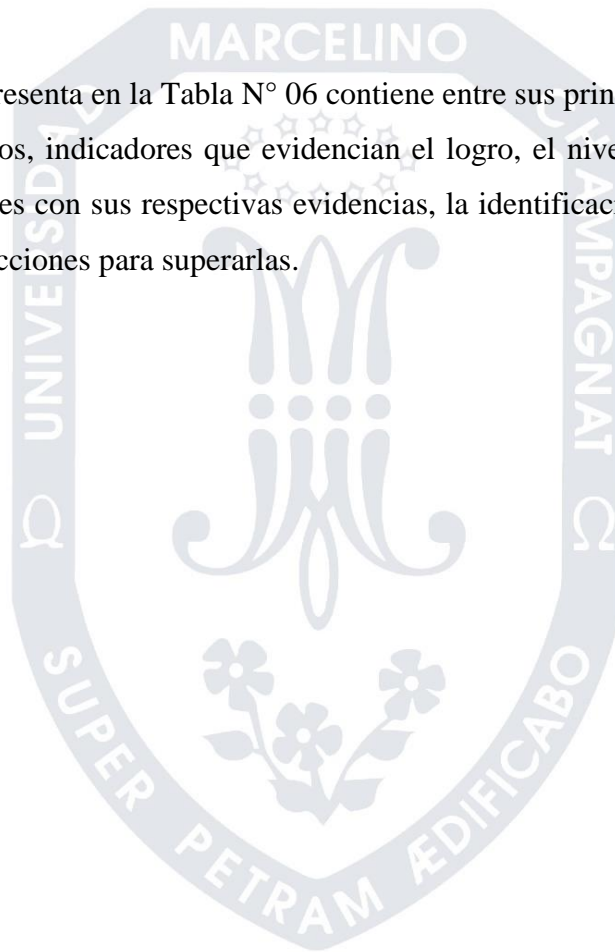 MARCELINO
CHAMPAGNAT
UNIVERSIDAD
resenta en la Tabla N° 06 contiene entre sus prin
os, indicadores que evidencian el logro, el nive
es con sus respectivas evidencias, la identificac
cciones para superarlas.
SUPER PETRAM ÆDIFICABO